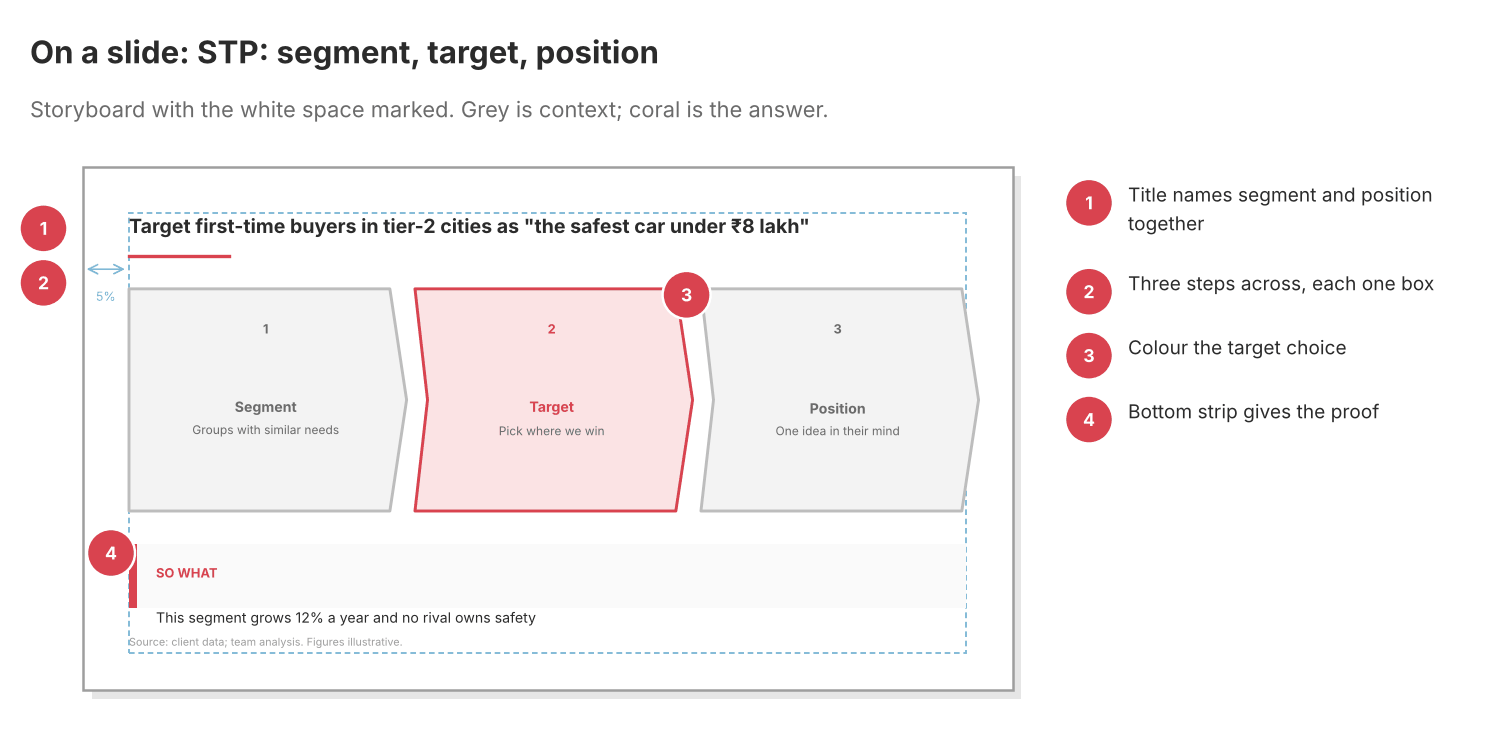 On a slide: STP: segment, target, position
Storyboard with the white space marked. Grey is context; coral is the answer.
1
2
5%
Target first-time buyers in tier-2 cities as "the safest car under ₹8 lakh"
3
1
Segment
Groups with similar needs
2
Target
Pick where we win
3
Position
One idea in their mind
4
SO WHAT
This segment grows 12% a year and no rival owns safety
Source: client data; team analysis. Figures illustrative.
1
Title names segment and position
together
2
Three steps across, each one box
3
Colour the target choice
4
Bottom strip gives the proof